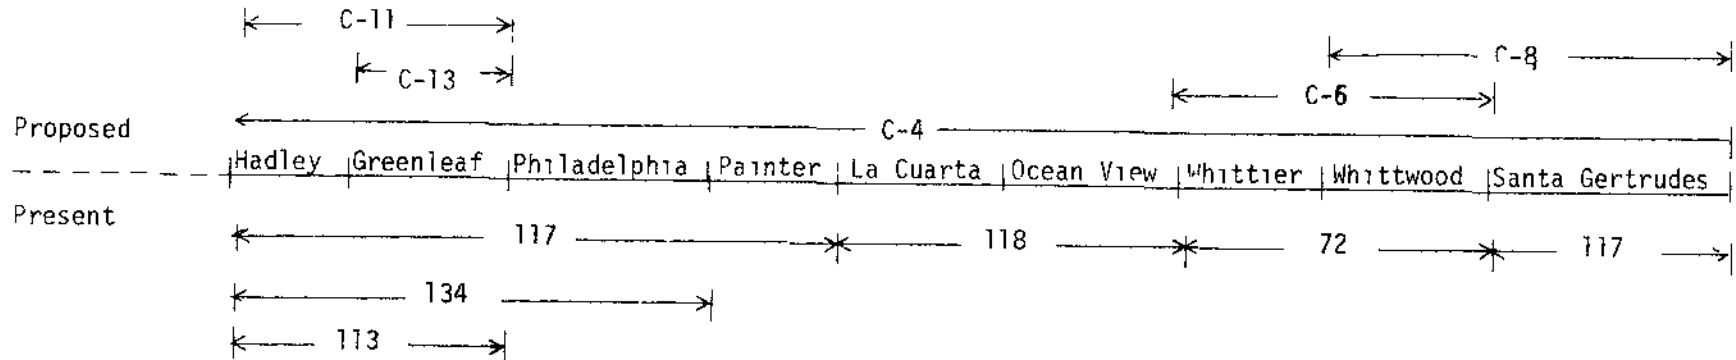 C-11
C-8
C-13
C-6
Proposed
C-4
Hadley Greenleaf Philadelphia Painter La Cuarta Ocean View Whittier Whittwood Santa Gertrudes
Present
117 118 72 117
134
113